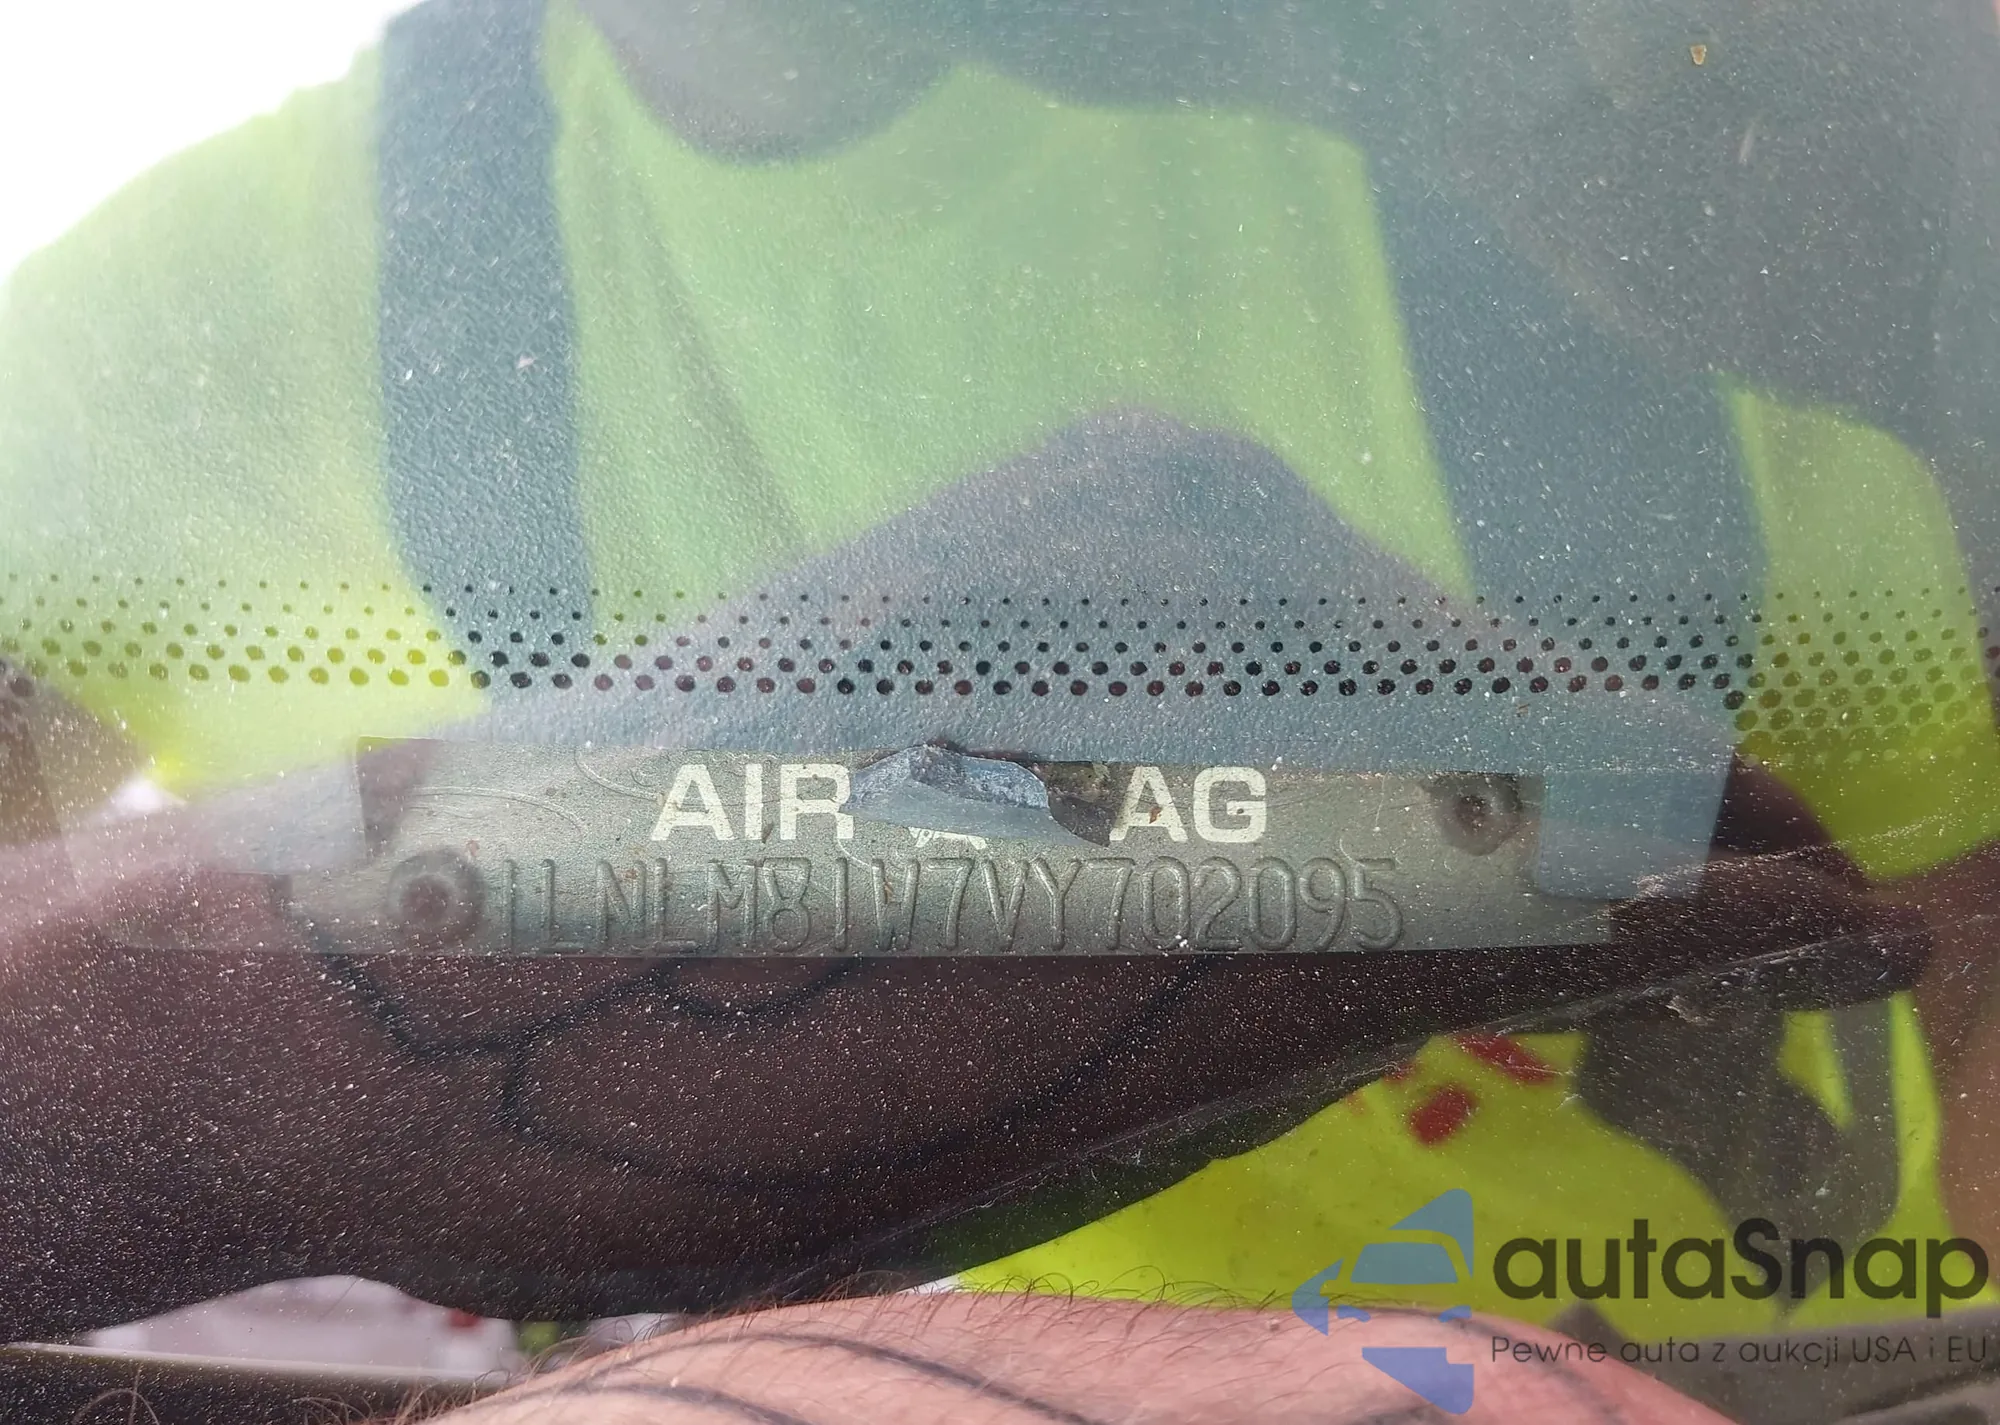 AIR AG
1LNLM81W7VY702095
autaSnap
Pewne auta z aukcji USA i EU